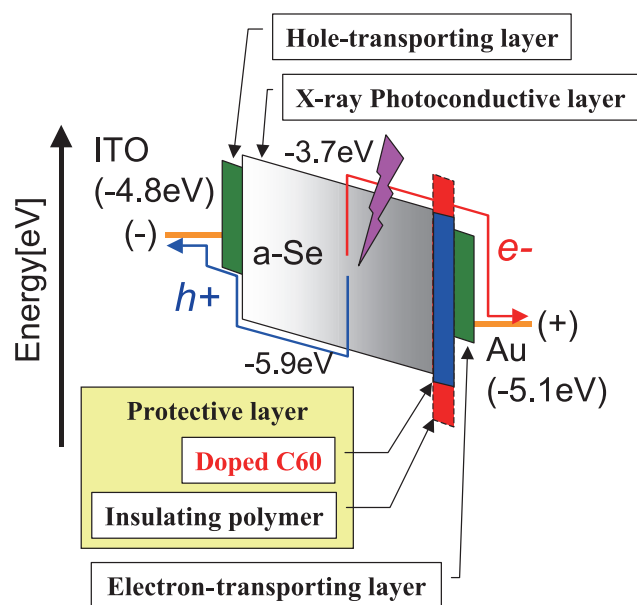 Hole-transporting layer
X-ray Photoconductive layer
ITO
(-4.8eV)
(-)
-3.7eV
a-Se
e-
h+
(+)
Au
(-5.1eV)
-5.9eV
Energy[eV]
Protective layer
Doped C60
Insulating polymer
Electron-transporting layer